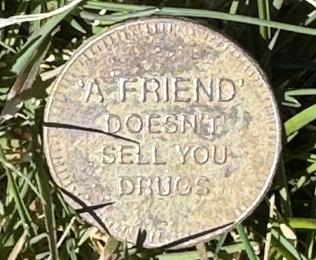 'A FRIEND'
DOESN'T
SELL YOU
DRUGS